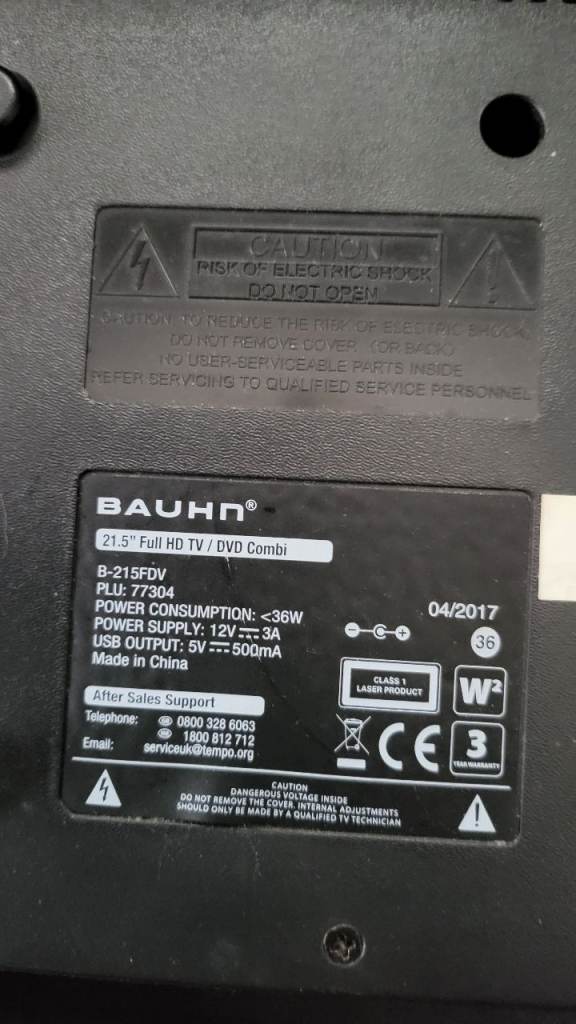 CAUTION
RISK OF ELECTRIC SHOCK
DO NOT OPEN
CAUTION: TO REDUCE THE RISK OF ELECTRIC SHOCK
DO NOT REMOVE COVER (OR BACK)
NO USER-SERVICEABLE PARTS INSIDE
REFER SERVICING TO QUALIFIED SERVICE PERSONNEL
BAUHN®
21.5" Full HD TV / DVD Combi
B-215FDV
PLU: 77304
POWER CONSUMPTION: <36W
POWER SUPPLY: 12V⎓3A
USB OUTPUT: 5V⎓500mA
Made in China
04/2017
36
CLASS 1
LASER PRODUCT
W²
After Sales Support
Telephone: 0800 328 6063
1800 812 712
Email: serviceuk@tempo.org
CE
3
YEAR WARRANTY
CAUTION
DANGEROUS VOLTAGE INSIDE
DO NOT REMOVE THE COVER. INTERNAL ADJUSTMENTS
SHOULD ONLY BE MADE BY A QUALIFIED TV TECHNICIAN